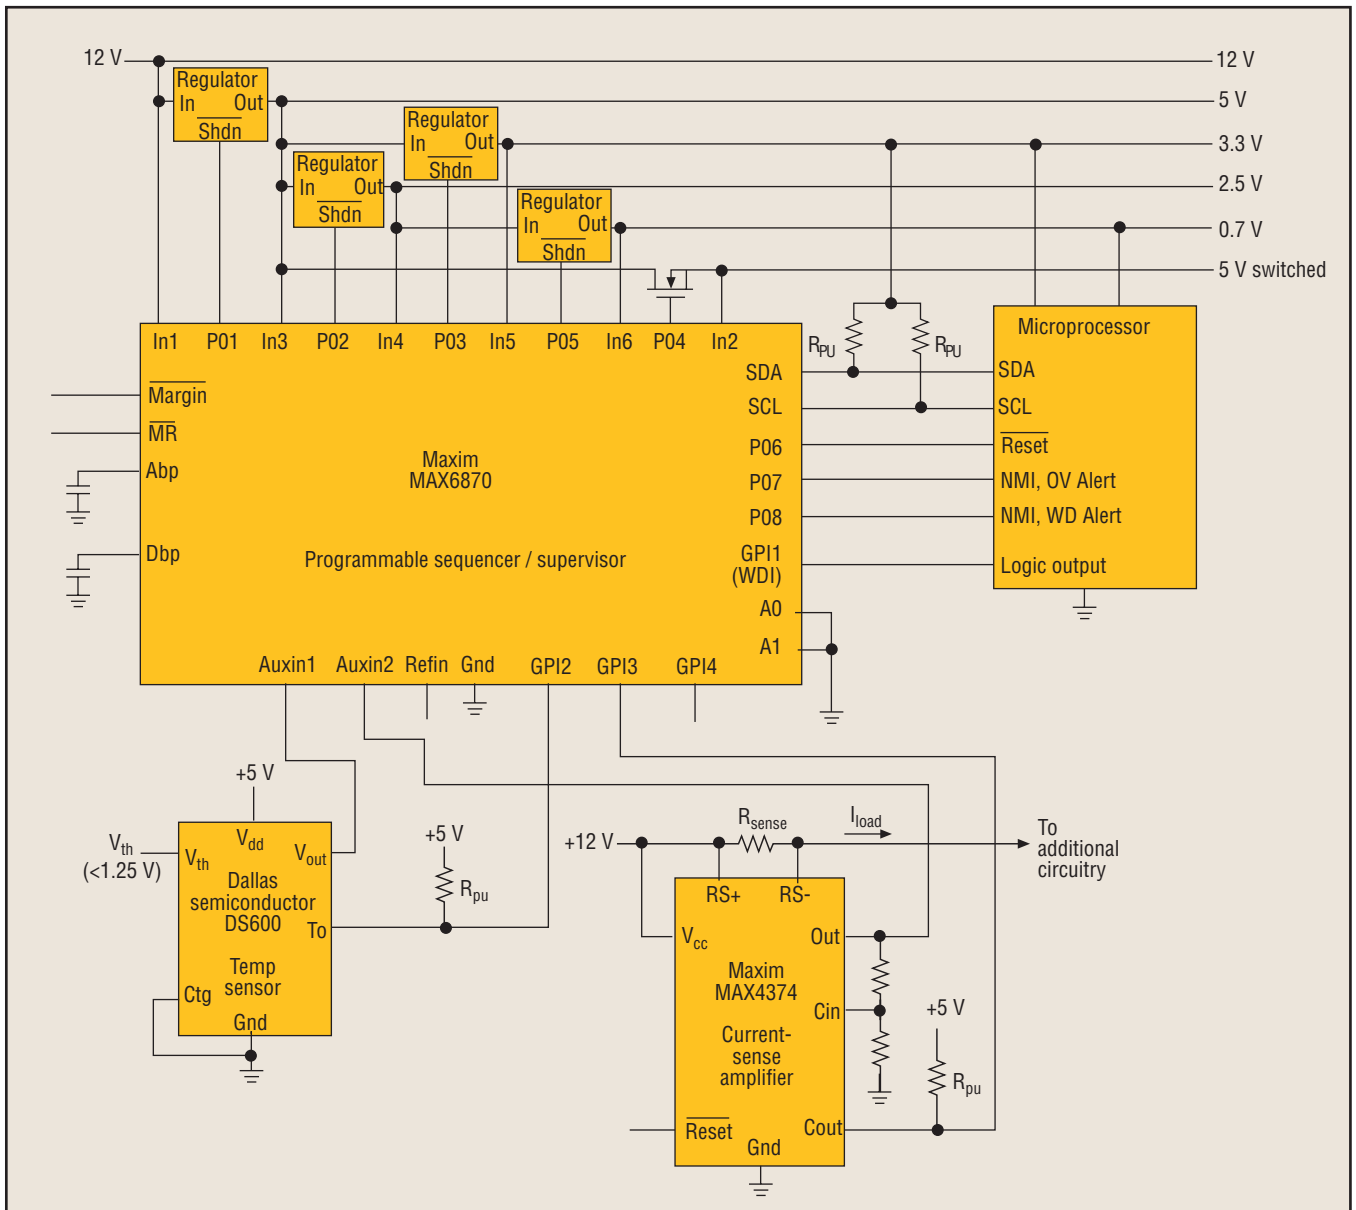 12 V
12 V
Regulator
In Out
Shdn
5 V
Regulator
In Out
Shdn
3.3 V
Regulator
In Out
Shdn
2.5 V
Regulator
In Out
Shdn
0.7 V
5 V switched
In1 P01 In3 P02 In4 P03 In5 P05 In6 P04 In2
Margin
MR
Abp
Dbp
Maxim
MAX6870
Programmable sequencer / supervisor
SDA
SCL
P06
P07
P08
GPI1
(WDI)
A0
A1
Auxin1 Auxin2 Refin Gnd GPI2 GPI3 GPI4
RPU RPU
Microprocessor
SDA
SCL
Reset
NMI, OV Alert
NMI, WD Alert
Logic output
+5 V
Vth
(<1.25 V)
Vdd
Vth
Vout
Dallas
semiconductor
DS600
To
Temp
sensor
Ctg
Gnd
+5 V
Rpu
+12 V
Rsense
Iload
To
additional
circuitry
RS+ RS-
Vcc
Out
Maxim
MAX4374
Cin
Current-
sense
amplifier
Reset
Cout
Gnd
+5 V
Rpu